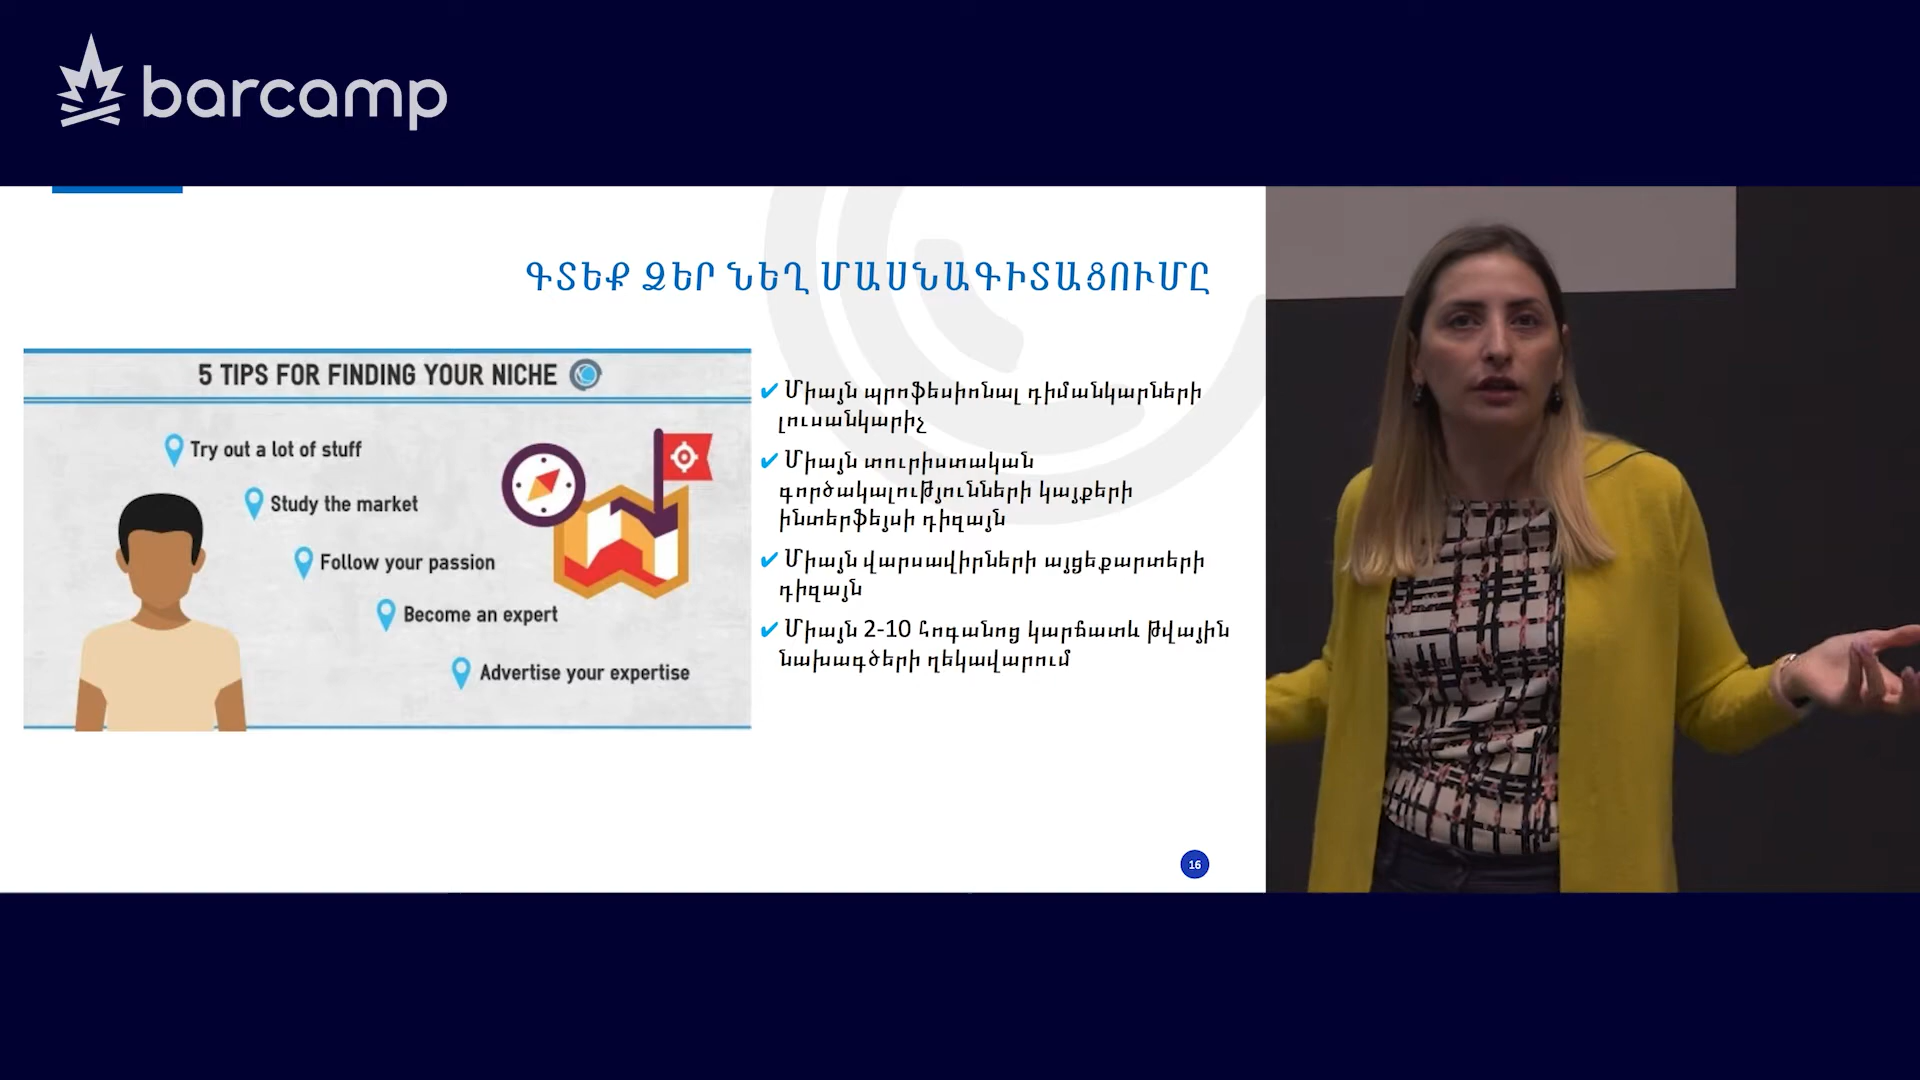 barcamp
ԳՏԵՔ ՁԵՐ ՆԵՂ ՄԱՍՆԱԳԻՏԱՑՈՒՄԸ
5 TIPS FOR FINDING YOUR NICHE
Try out a lot of stuff
Study the market
Follow your passion
Become an expert
Advertise your expertise
✔ Միայն պրոֆեսիոնալ դիմանկարների
լուսանկարիչ
✔ Միայն տուրիստական
գործակալությունների կայքերի
ինտերֆեյսի դիզայն
✔ Միայն վարսավիրների այցեքարտերի
դիզայն
✔ Միայն 2-10 հոգանոց կարճատև թվային
նախագծերի ղեկավարում
16